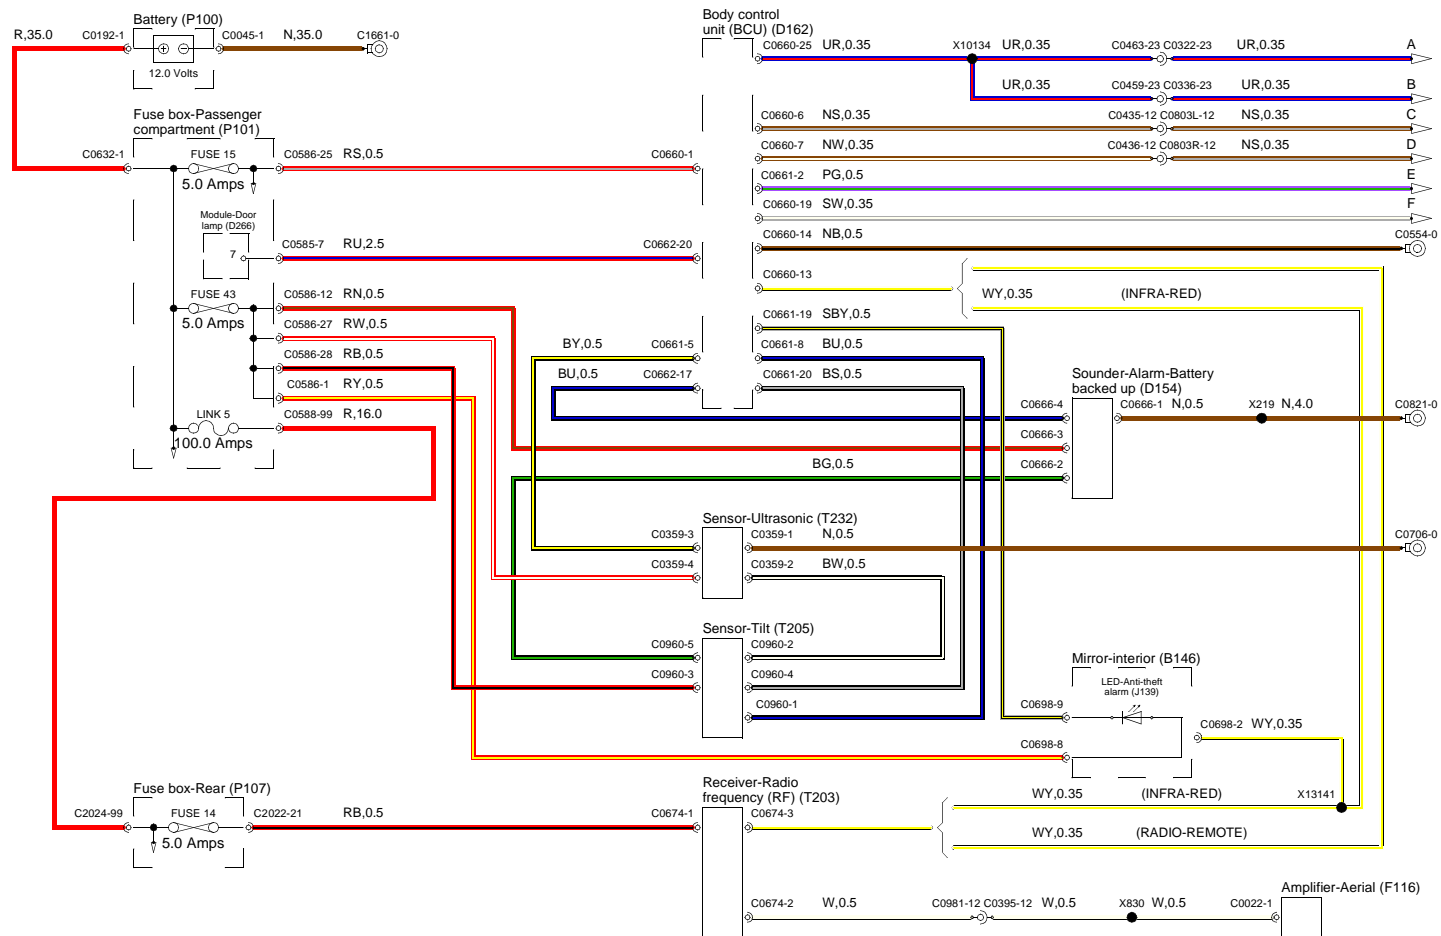 Battery (P100)
R,35.0
C0192-1
C0045-1
N,35.0
C1661-0
12.0 Volts
Body control
unit (BCU) (D162)
C0660-25
UR,0.35
X10134
UR,0.35
C0463-23
C0322-23
UR,0.35
A
UR,0.35
C0459-23
C0336-23
UR,0.35
B
C0660-6
NS,0.35
C0435-12
C0803L-12
NS,0.35
C
C0660-7
NW,0.35
C0436-12
C0803R-12
NS,0.35
D
C0661-2
PG,0.5
E
C0660-19
SW,0.35
F
C0660-14
NB,0.5
C0554-0
C0660-13
WY,0.35
(INFRA-RED)
Fuse box-Passenger
compartment (P101)
C0632-1
FUSE 15
5.0 Amps
C0586-25
RS,0.5
C0660-1
Module-Door
lamp (D266)
7
C0585-7
RU,2.5
C0662-20
FUSE 43
5.0 Amps
C0586-12
RN,0.5
C0586-27
RW,0.5
C0586-28
RB,0.5
C0586-1
RY,0.5
LINK 5
100.0 Amps
C0588-99
R,16.0
C0661-19
SBY,0.5
BY,0.5
C0661-5
C0661-8
BU,0.5
BU,0.5
C0662-17
C0661-20
BS,0.5
Sounder-Alarm-Battery
backed up (D154)
C0666-4
C0666-1
N,0.5
X219
N,4.0
C0821-0
C0666-3
BG,0.5
C0666-2
Sensor-Ultrasonic (T232)
C0359-3
C0359-1
N,0.5
C0706-0
C0359-4
C0359-2
BW,0.5
Sensor-Tilt (T205)
C0960-5
C0960-2
C0960-3
C0960-4
C0960-1
Mirror-interior (B146)
LED-Anti-theft
alarm (J139)
C0698-9
C0698-2
WY,0.35
C0698-8
Fuse box-Rear (P107)
C2024-99
FUSE 14
5.0 Amps
C2022-21
RB,0.5
C0674-1
Receiver-Radio
frequency (RF) (T203)
C0674-3
WY,0.35
(INFRA-RED)
X13141
WY,0.35
(RADIO-REMOTE)
C0674-2
W,0.5
C0981-12
C0395-12
W,0.5
X830
W,0.5
C0022-1
Amplifier-Aerial (F116)